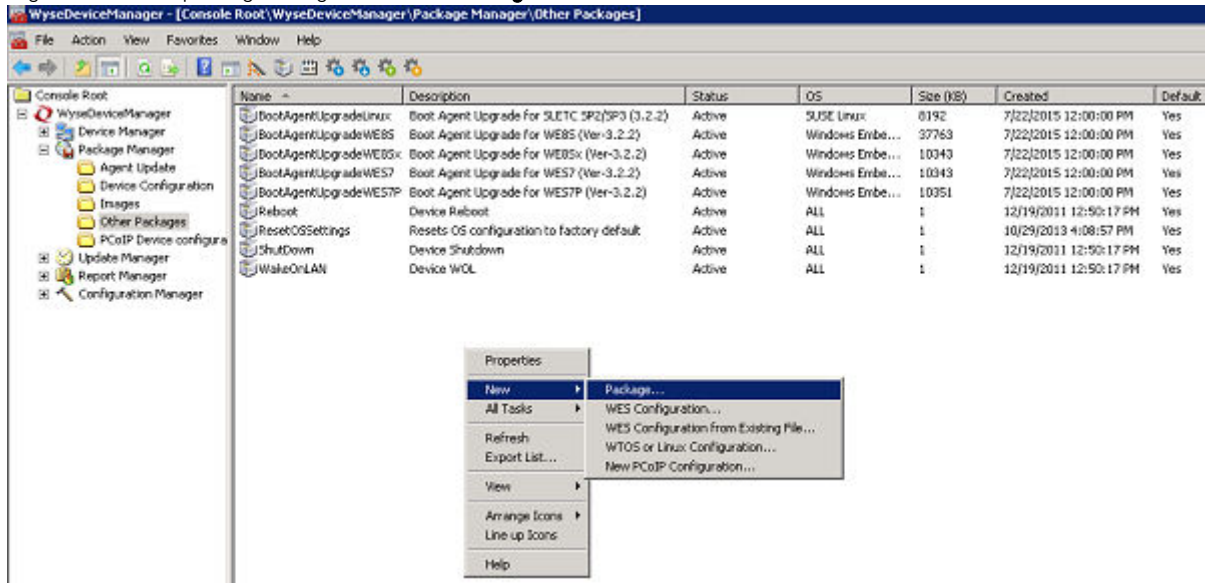 WyseDeviceManager - [Console Root\WyseDeviceManager\Package Manager\Other Packages]
File Action View Favorites Window Help
Console Root
WyseDeviceManager
Device Manager
Package Manager
Agent Update
Device Configuration
Images
Other Packages
PCoIP Device configura
Update Manager
Report Manager
Configuration Manager
Name Description Status OS Size (KB) Created Default
BootAgentUpgradeLinux Boot Agent Upgrade for SLETC SP2/SP3 (3.2.2) Active SUSE Linux 8192 7/22/2015 12:00:00 PM Yes
BootAgentUpgradeWE8S Boot Agent Upgrade for WE8S (Ver-3.2.2) Active Windows Embe... 37763 7/22/2015 12:00:00 PM Yes
BootAgentUpgradeWE8Sx Boot Agent Upgrade for WE8Sx (Ver-3.2.2) Active Windows Embe... 10343 7/22/2015 12:00:00 PM Yes
BootAgentUpgradeWES7 Boot Agent Upgrade for WES7 (Ver-3.2.2) Active Windows Embe... 10343 7/22/2015 12:00:00 PM Yes
BootAgentUpgradeWES7P Boot Agent Upgrade for WES7P (Ver-3.2.2) Active Windows Embe... 10351 7/22/2015 12:00:00 PM Yes
Reboot Device Reboot Active ALL 1 12/19/2011 12:50:17 PM Yes
ResetOSSettings Resets OS configuration to factory default Active ALL 1 10/29/2013 4:08:57 PM Yes
ShutDown Device Shutdown Active ALL 1 12/19/2011 12:50:17 PM Yes
WakeOnLAN Device WOL Active ALL 1 12/19/2011 12:50:17 PM Yes
Properties
New
All Tasks
Refresh
Export List...
View
Arrange Icons
Line up Icons
Help
Package...
WES Configuration...
WES Configuration from Existing File...
WTOS or Linux Configuration...
New PCoIP Configuration...